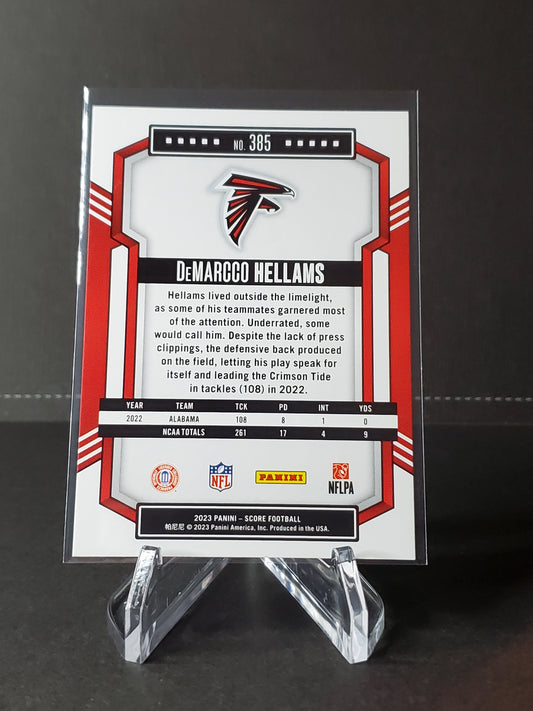 NO. 385
DeMARCCO HELLAMS
Hellams lived outside the limelight,
as some of his teammates garnered most
of the attention. Underrated, some
would call him. Despite the lack of press
clippings, the defensive back produced
on the field, letting his play speak for
itself and leading the Crimson Tide
in tackles (108) in 2022.
YEAR TEAM TCK PD INT YDS
2022 ALABAMA 108 8 1 0
NCAA TOTALS 261 17 4 9
NFL
PANINI
NFLPA
2023 PANINI – SCORE FOOTBALL
帕尼尼 © 2023 Panini America, Inc. Produced in the USA.